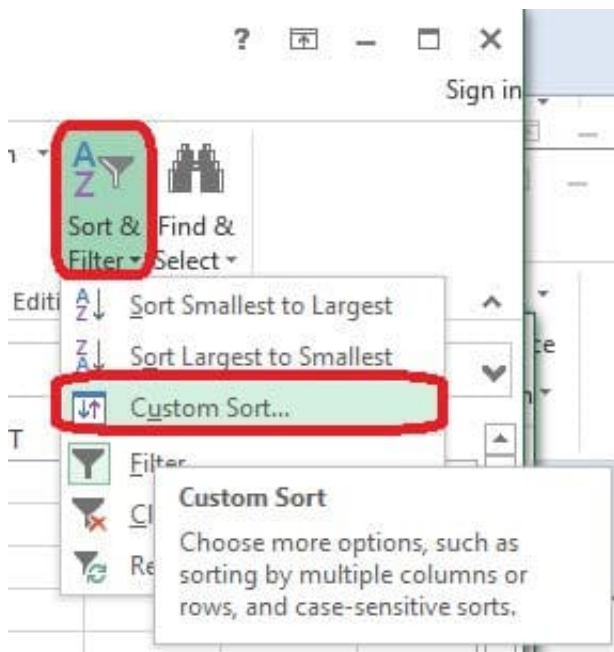 ?
Sign in
A
Z
Sort & Find &
Filter Select
Editi
Sort Smallest to Largest
Sort Largest to Smallest
Custom Sort...
T
Filter
Custom Sort
Choose more options, such as
sorting by multiple columns or
rows, and case-sensitive sorts.